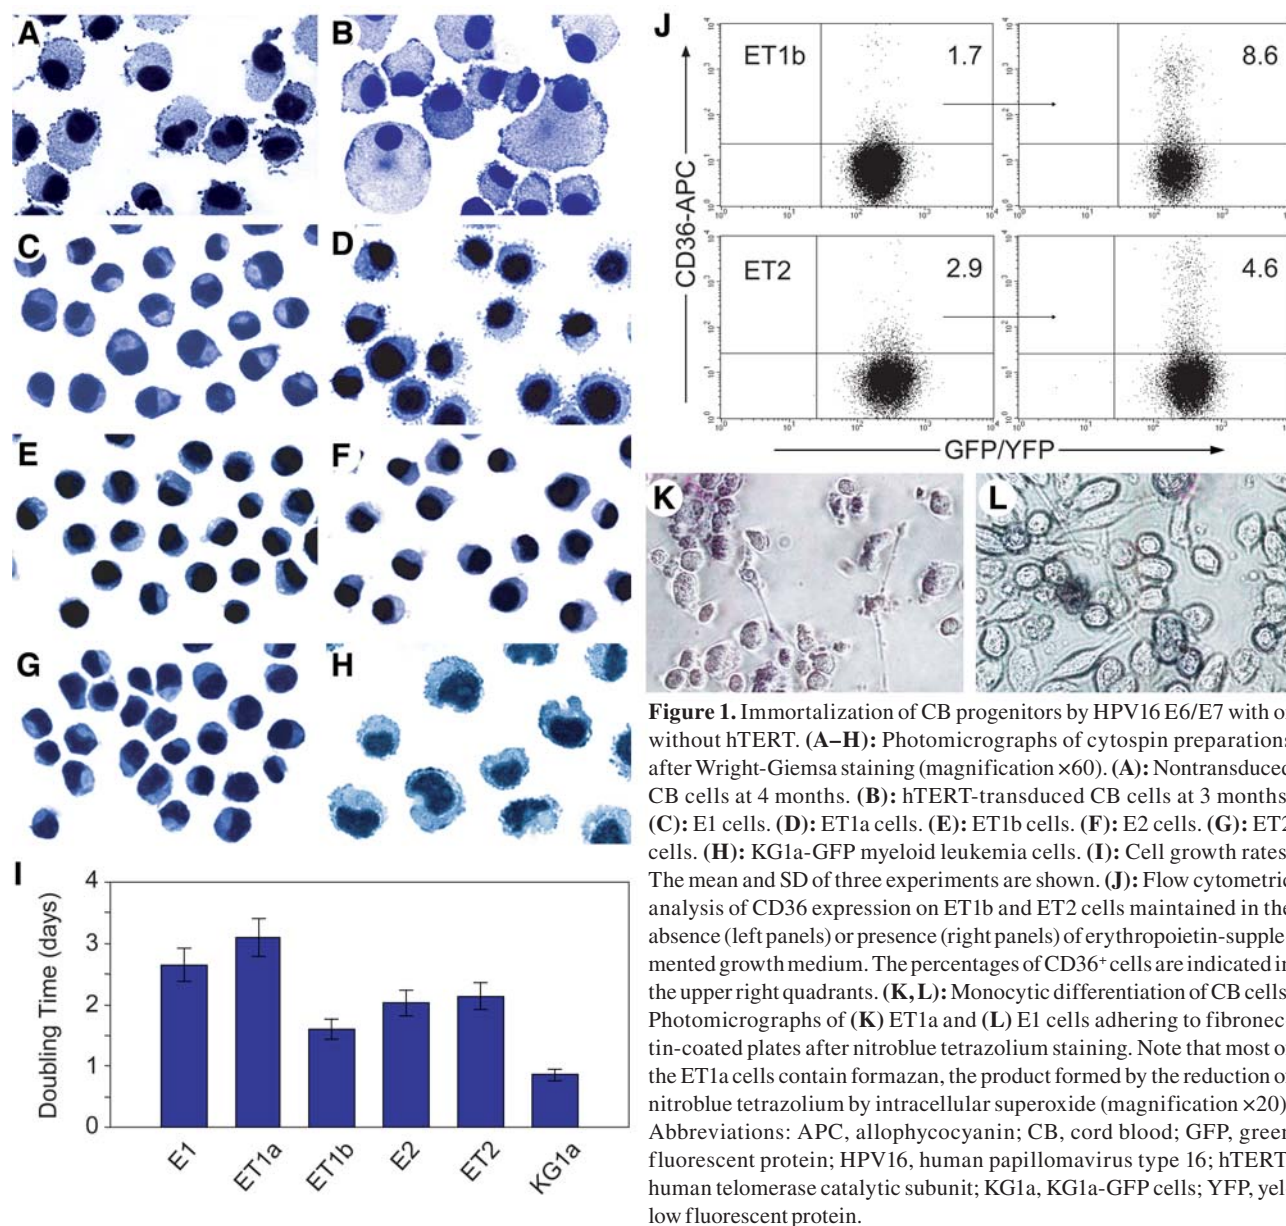 A
B
C
D
E
F
G
H
I
Doubling Time (days)
4
3
2
1
0
E1
ET1a
ET1b
E2
ET2
KG1a
J
CD36-APC
ET1b
1.7
8.6
ET2
2.9
4.6
10⁰ 10¹ 10² 10³ 10⁴
GFP/YFP
K
L
Figure 1. Immortalization of CB progenitors by HPV16 E6/E7 with o
without hTERT. (A–H): Photomicrographs of cytospin preparations
after Wright-Giemsa staining (magnification ×60). (A): Nontransduced
CB cells at 4 months. (B): hTERT-transduced CB cells at 3 months
(C): E1 cells. (D): ET1a cells. (E): ET1b cells. (F): E2 cells. (G): ET2
cells. (H): KG1a-GFP myeloid leukemia cells. (I): Cell growth rates
The mean and SD of three experiments are shown. (J): Flow cytometric
analysis of CD36 expression on ET1b and ET2 cells maintained in the
absence (left panels) or presence (right panels) of erythropoietin-supple
mented growth medium. The percentages of CD36⁺ cells are indicated in
the upper right quadrants. (K, L): Monocytic differentiation of CB cells
Photomicrographs of (K) ET1a and (L) E1 cells adhering to fibronec
tin-coated plates after nitroblue tetrazolium staining. Note that most o
the ET1a cells contain formazan, the product formed by the reduction of
nitroblue tetrazolium by intracellular superoxide (magnification ×20)
Abbreviations: APC, allophycocyanin; CB, cord blood; GFP, green
fluorescent protein; HPV16, human papillomavirus type 16; hTERT
human telomerase catalytic subunit; KG1a, KG1a-GFP cells; YFP, yel
low fluorescent protein.